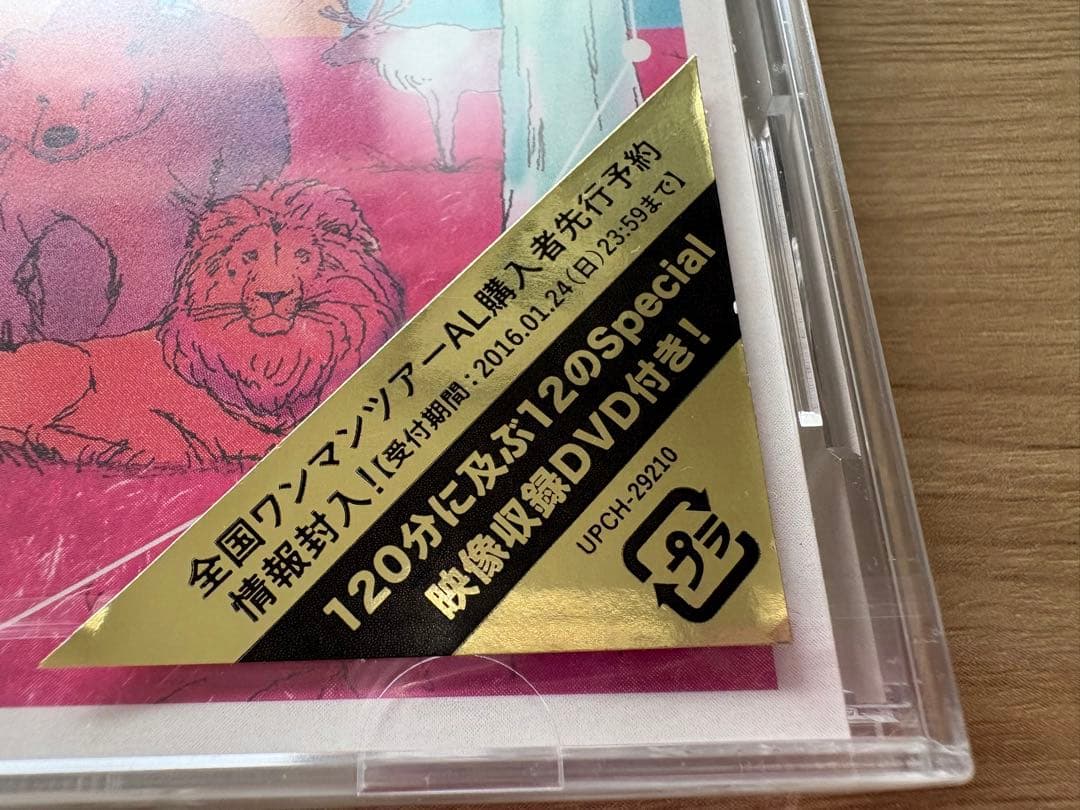 全国ワンマンツアーAL購入者先行予約
情報封入！【受付期間：2016.01.24(日)23:59まで】
120分に及ぶ12のSpecial
映像収録DVD付き！
UPCH-29210
プラ